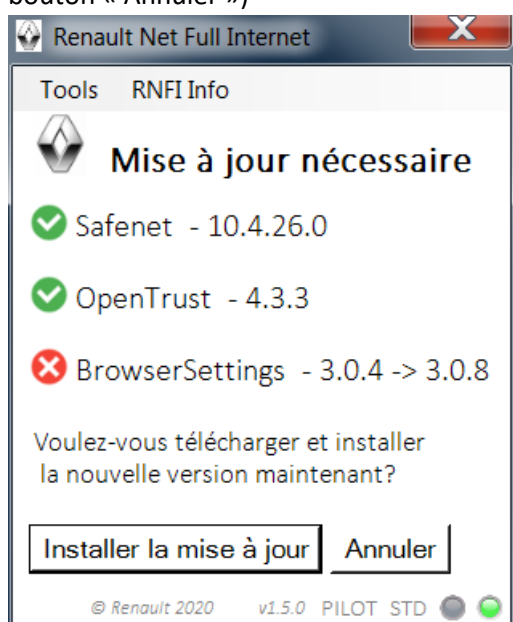 bouton « Annuler »)
Renault Net Full Internet
Tools RNFI Info
Mise à jour nécessaire
Safenet - 10.4.26.0
OpenTrust - 4.3.3
BrowserSettings - 3.0.4 -> 3.0.8
Voulez-vous télécharger et installer
la nouvelle version maintenant?
Installer la mise à jour Annuler
© Renault 2020 v1.5.0 PILOT STD